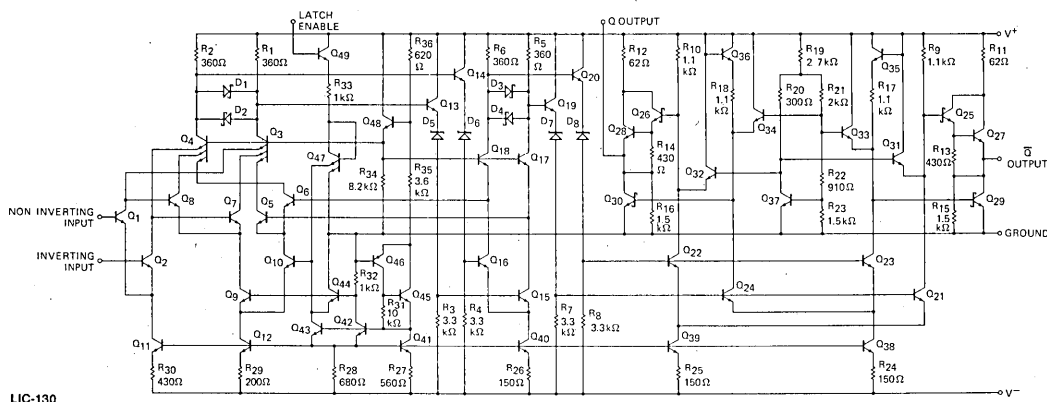 LATCH ENABLE
Q OUTPUT
V+
R2 360Ω
R1 360Ω
Q49
R36 620 Ω
R6 360Ω
R5 360 Ω
R12 62Ω
R10 1.1 kΩ
Q36
R19 2.7kΩ
Q35
R9 1.1kΩ
R11 62Ω
D1
D2
R33 1kΩ
Q14
D3
D4
Q20
Q13
Q19
Q26
R18 1.1 kΩ
R20 300Ω
R21 2kΩ
R17 1.1 kΩ
Q25
Q4
Q3
Q48
D5
D6
D7
D8
Q28
Q34
Q33
Q27
Q47
Q18
Q17
R14 430 Ω
Q32
Q31
R13 430Ω
Q̅ OUTPUT
R34 8.2kΩ
R35 3.6 kΩ
R22 910Ω
Q8
Q7
Q6
Q5
Q30
R16 1.5 kΩ
Q37
R23 1.5kΩ
R15 1.5 kΩ
Q29
NON INVERTING INPUT
Q1
GROUND
INVERTING INPUT
Q2
Q10
R32 1kΩ
Q46
Q16
Q22
Q23
Q9
Q44
R31 10 kΩ
Q45
Q15
Q24
Q21
R3 3.3 kΩ
R4 3.3 kΩ
R7 3.3 kΩ
R8 3.3kΩ
Q43
Q42
Q11
Q12
Q41
Q40
Q39
Q38
R30 430Ω
R29 200Ω
R28 680Ω
R27 560Ω
R26 150Ω
R25 150Ω
R24 150Ω
V−
LIC-130